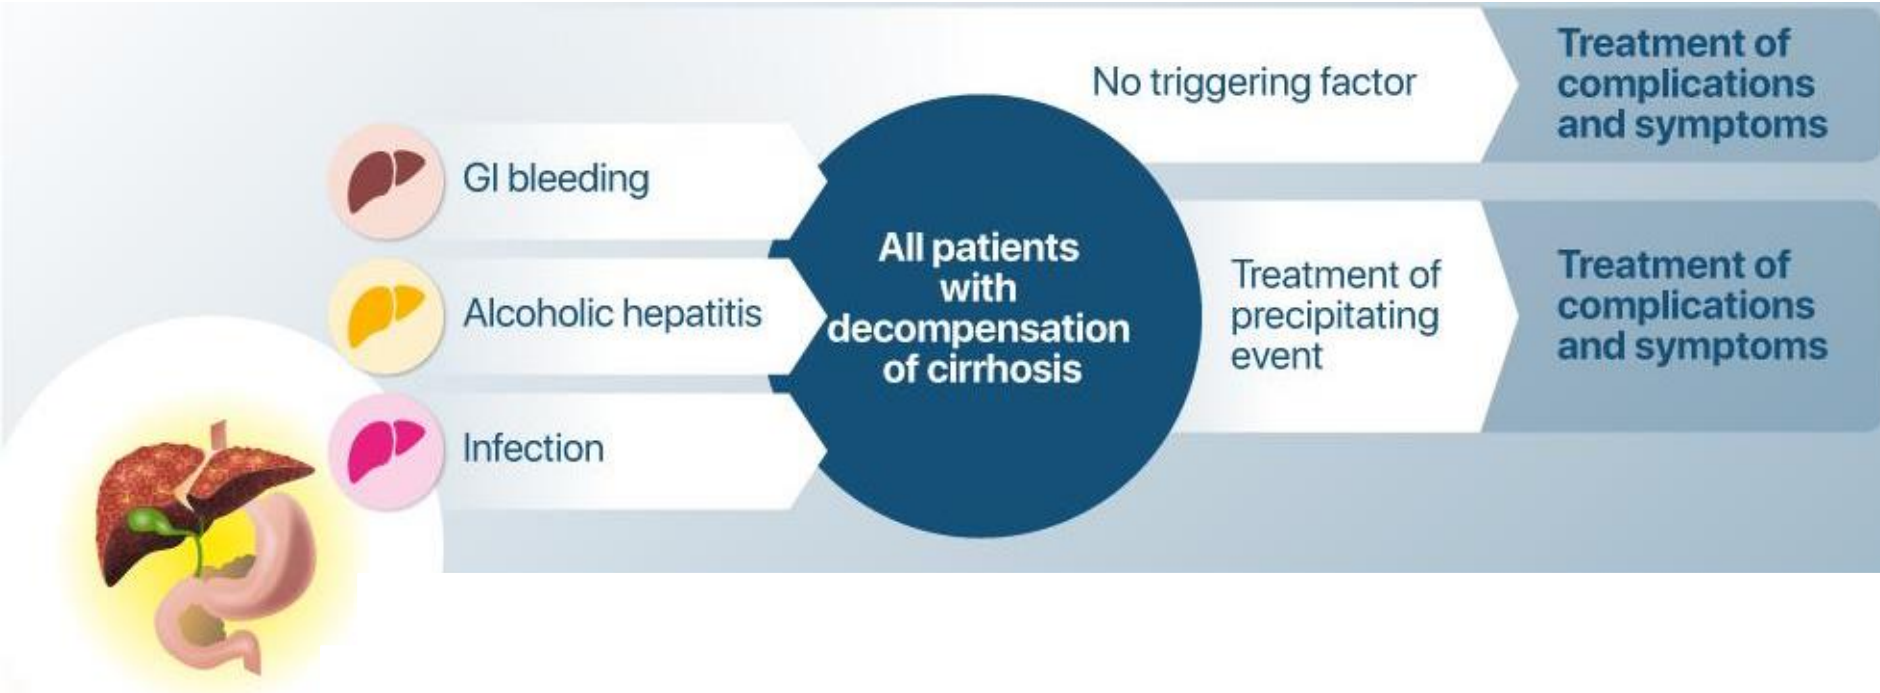 GI bleeding
Alcoholic hepatitis
Infection
All patients
with
decompensation
of cirrhosis
No triggering factor
Treatment of
complications
and symptoms
Treatment of
precipitating
event
Treatment of
complications
and symptoms